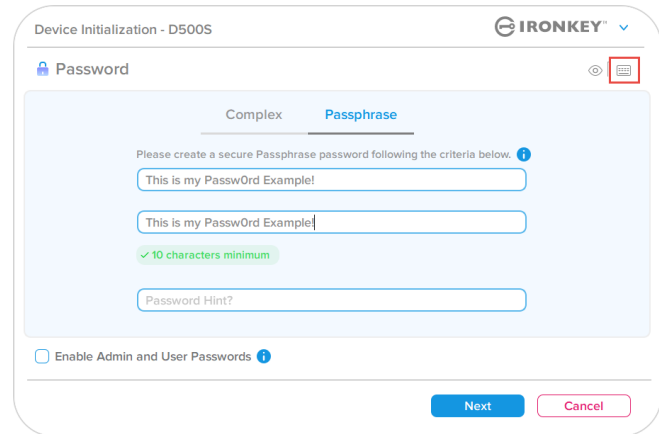 Device Initialization - D500S
IRONKEY™
Password
Complex Passphrase
Please create a secure Passphrase password following the criteria below.
This is my Passw0rd Example!
This is my Passw0rd Example!
✓ 10 characters minimum
Password Hint?
Enable Admin and User Passwords
Next Cancel